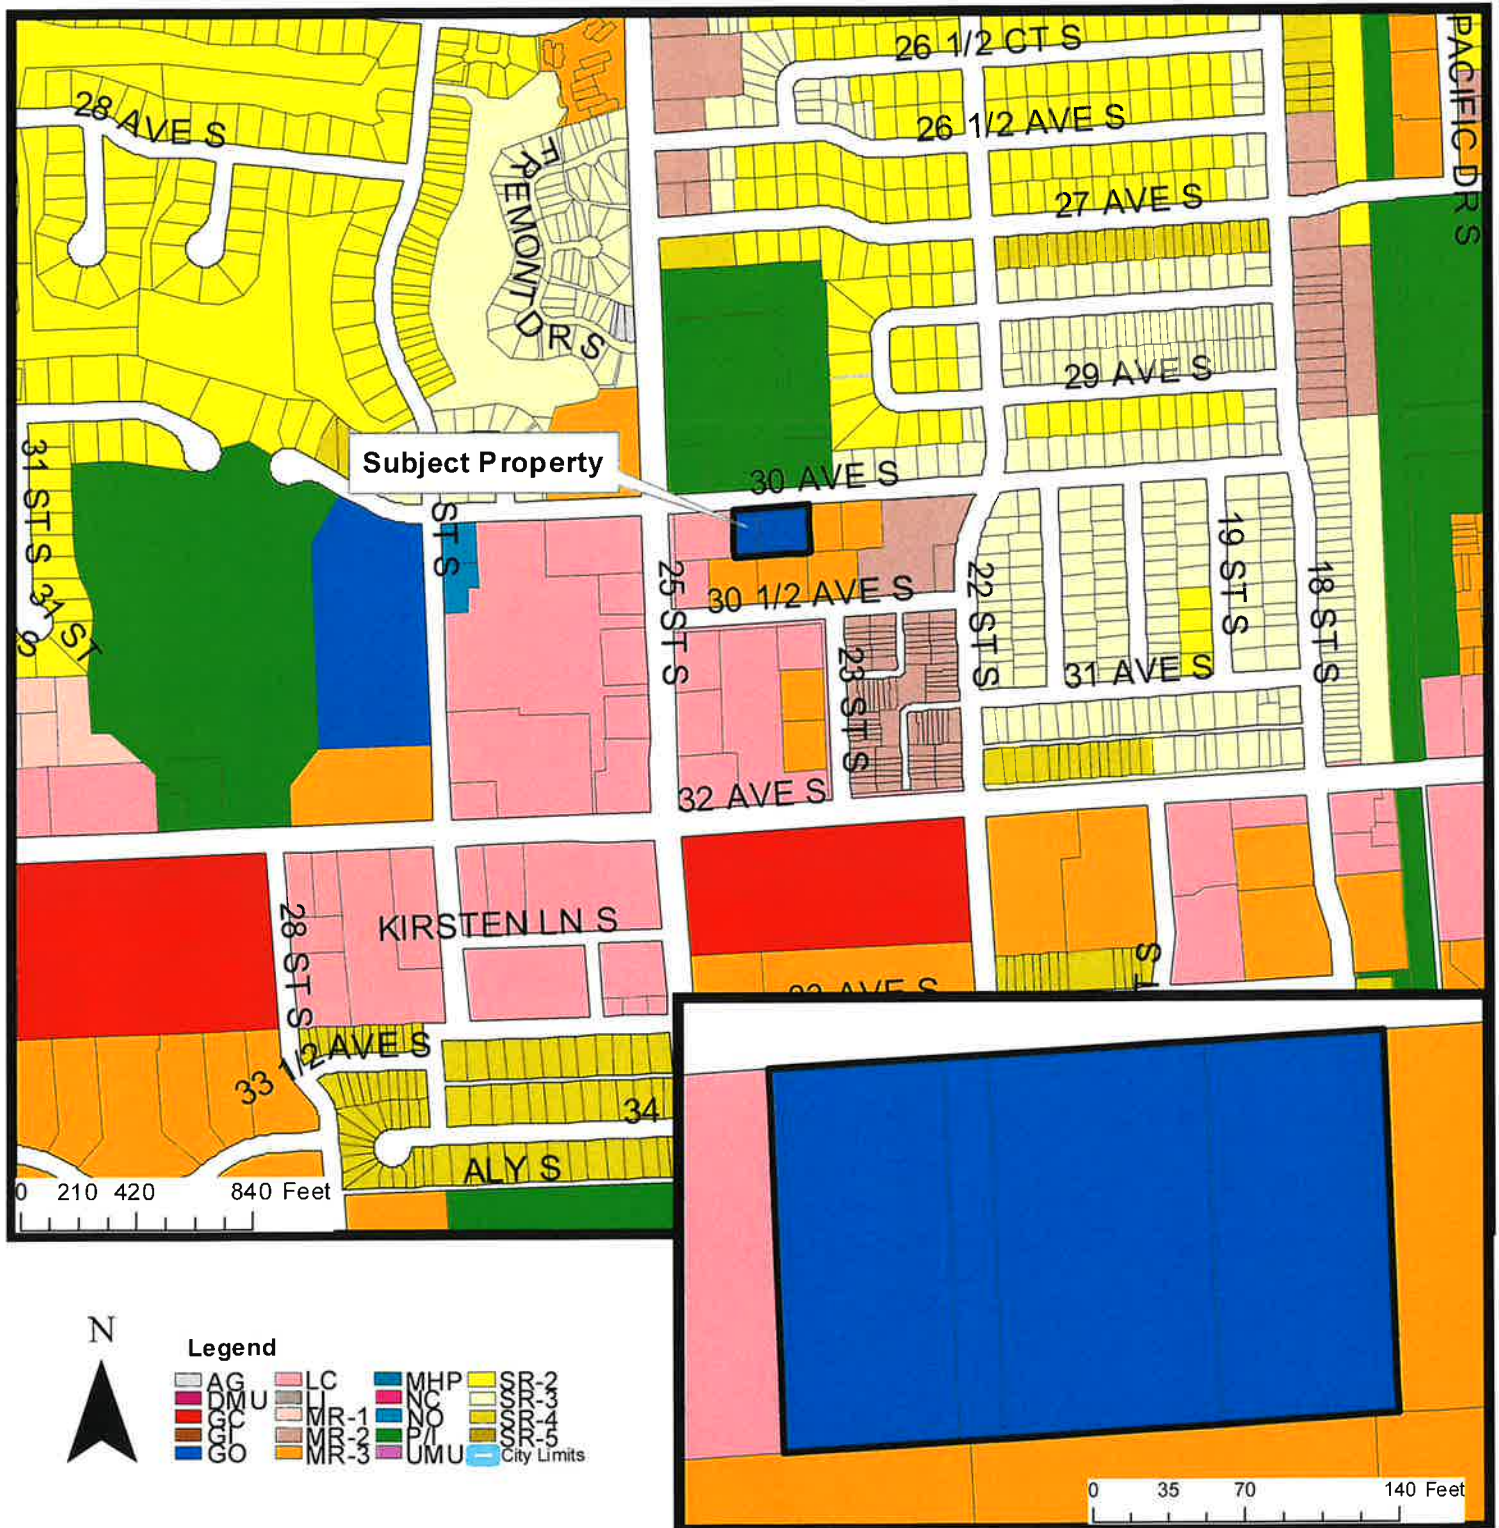 26 1/2 CT S
PACIFIC DR S
28 AVE S
26 1/2 AVE S
FREMONT DR S
27 AVE S
29 AVE S
Subject Property
30 AVE S
31 ST S
31 ST S
ST S
25 ST S
30 1/2 AVE S
22 ST S
19 ST S
18 ST S
23 ST S
31 AVE S
32 AVE S
KIRSTEN LN S
28 ST S
AVE S
33 1/2 AVE S
34
ALY S
0 210 420 840 Feet
N
Legend
AG
DMU
GC
GI
GO
LC
LI
MR-1
MR-2
MR-3
MHP
NC
NO
P/I
UMU
SR-2
SR-3
SR-4
SR-5
City Limits
0 35 70 140 Feet